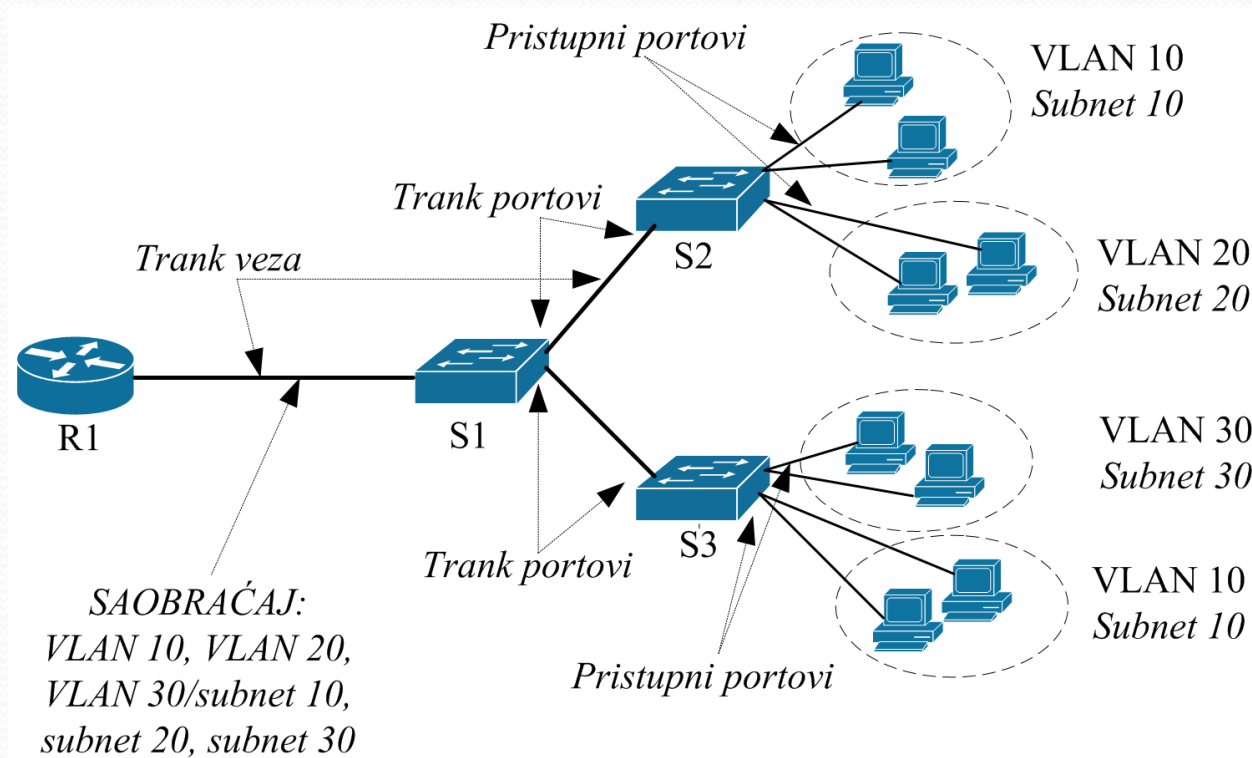 Pristupni portovi
VLAN 10
Subnet 10
Trank portovi
S2
VLAN 20
Subnet 20
Trank veza
R1
S1
VLAN 30
Subnet 30
S3
Trank portovi
VLAN 10
Subnet 10
SAOBRAĆAJ:
VLAN 10, VLAN 20,
VLAN 30/subnet 10,
subnet 20, subnet 30
Pristupni portovi